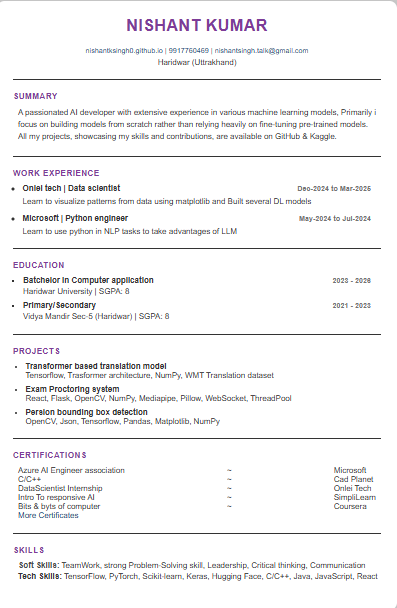 NISHANT KUMAR
nishantksingh0.github.io | 9917760469 | nishantsingh.talk@gmail.com
Haridwar (Uttrakhand)
SUMMARY
A passionated AI developer with extensive experience in various machine learning models, Primarily i
focus on building models from scratch rather than relying heavily on fine-tuning pre-trained models.
All my projects, showcasing my skills and contributions, are available on GitHub & Kaggle.
WORK EXPERIENCE
• Onlei tech | Data scientist Dec-2024 to Mar-2025
Learn to visualize patterns from data using matplotlib and Built several DL models
• Microsoft | Python engineer May-2024 to Jul-2024
Learn to use python in NLP tasks to take advantages of LLM
EDUCATION
• Batchelor in Computer application 2023 - 2026
Haridwar University | SGPA: 8
• Primary/Secondary 2021 - 2023
Vidya Mandir Sec-5 (Haridwar) | SGPA: 8
PROJECTS
• Transformer based translation model
Tensorflow, Trasformer architecture, NumPy, WMT Translation dataset
• Exam Proctoring system
React, Flask, OpenCV, NumPy, Mediapipe, Pillow, WebSocket, ThreadPool
• Persion bounding box detection
OpenCV, Json, Tensorflow, Pandas, Matplotlib, NumPy
CERTIFICATIONS
Azure AI Engineer association ~ Microsoft
C/C++ ~ Cad Planet
DataScientist Internship ~ Onlei Tech
Intro To responsive AI ~ SimpliLearn
Bits & byts of computer ~ Coursera
More Certificates
SKILLS
Soft Skills: TeamWork, strong Problem-Solving skill, Leadership, Critical thinking, Communication
Tech Skills: TensorFlow, PyTorch, Scikit-learn, Keras, Hugging Face, C/C++, Java, JavaScript, React